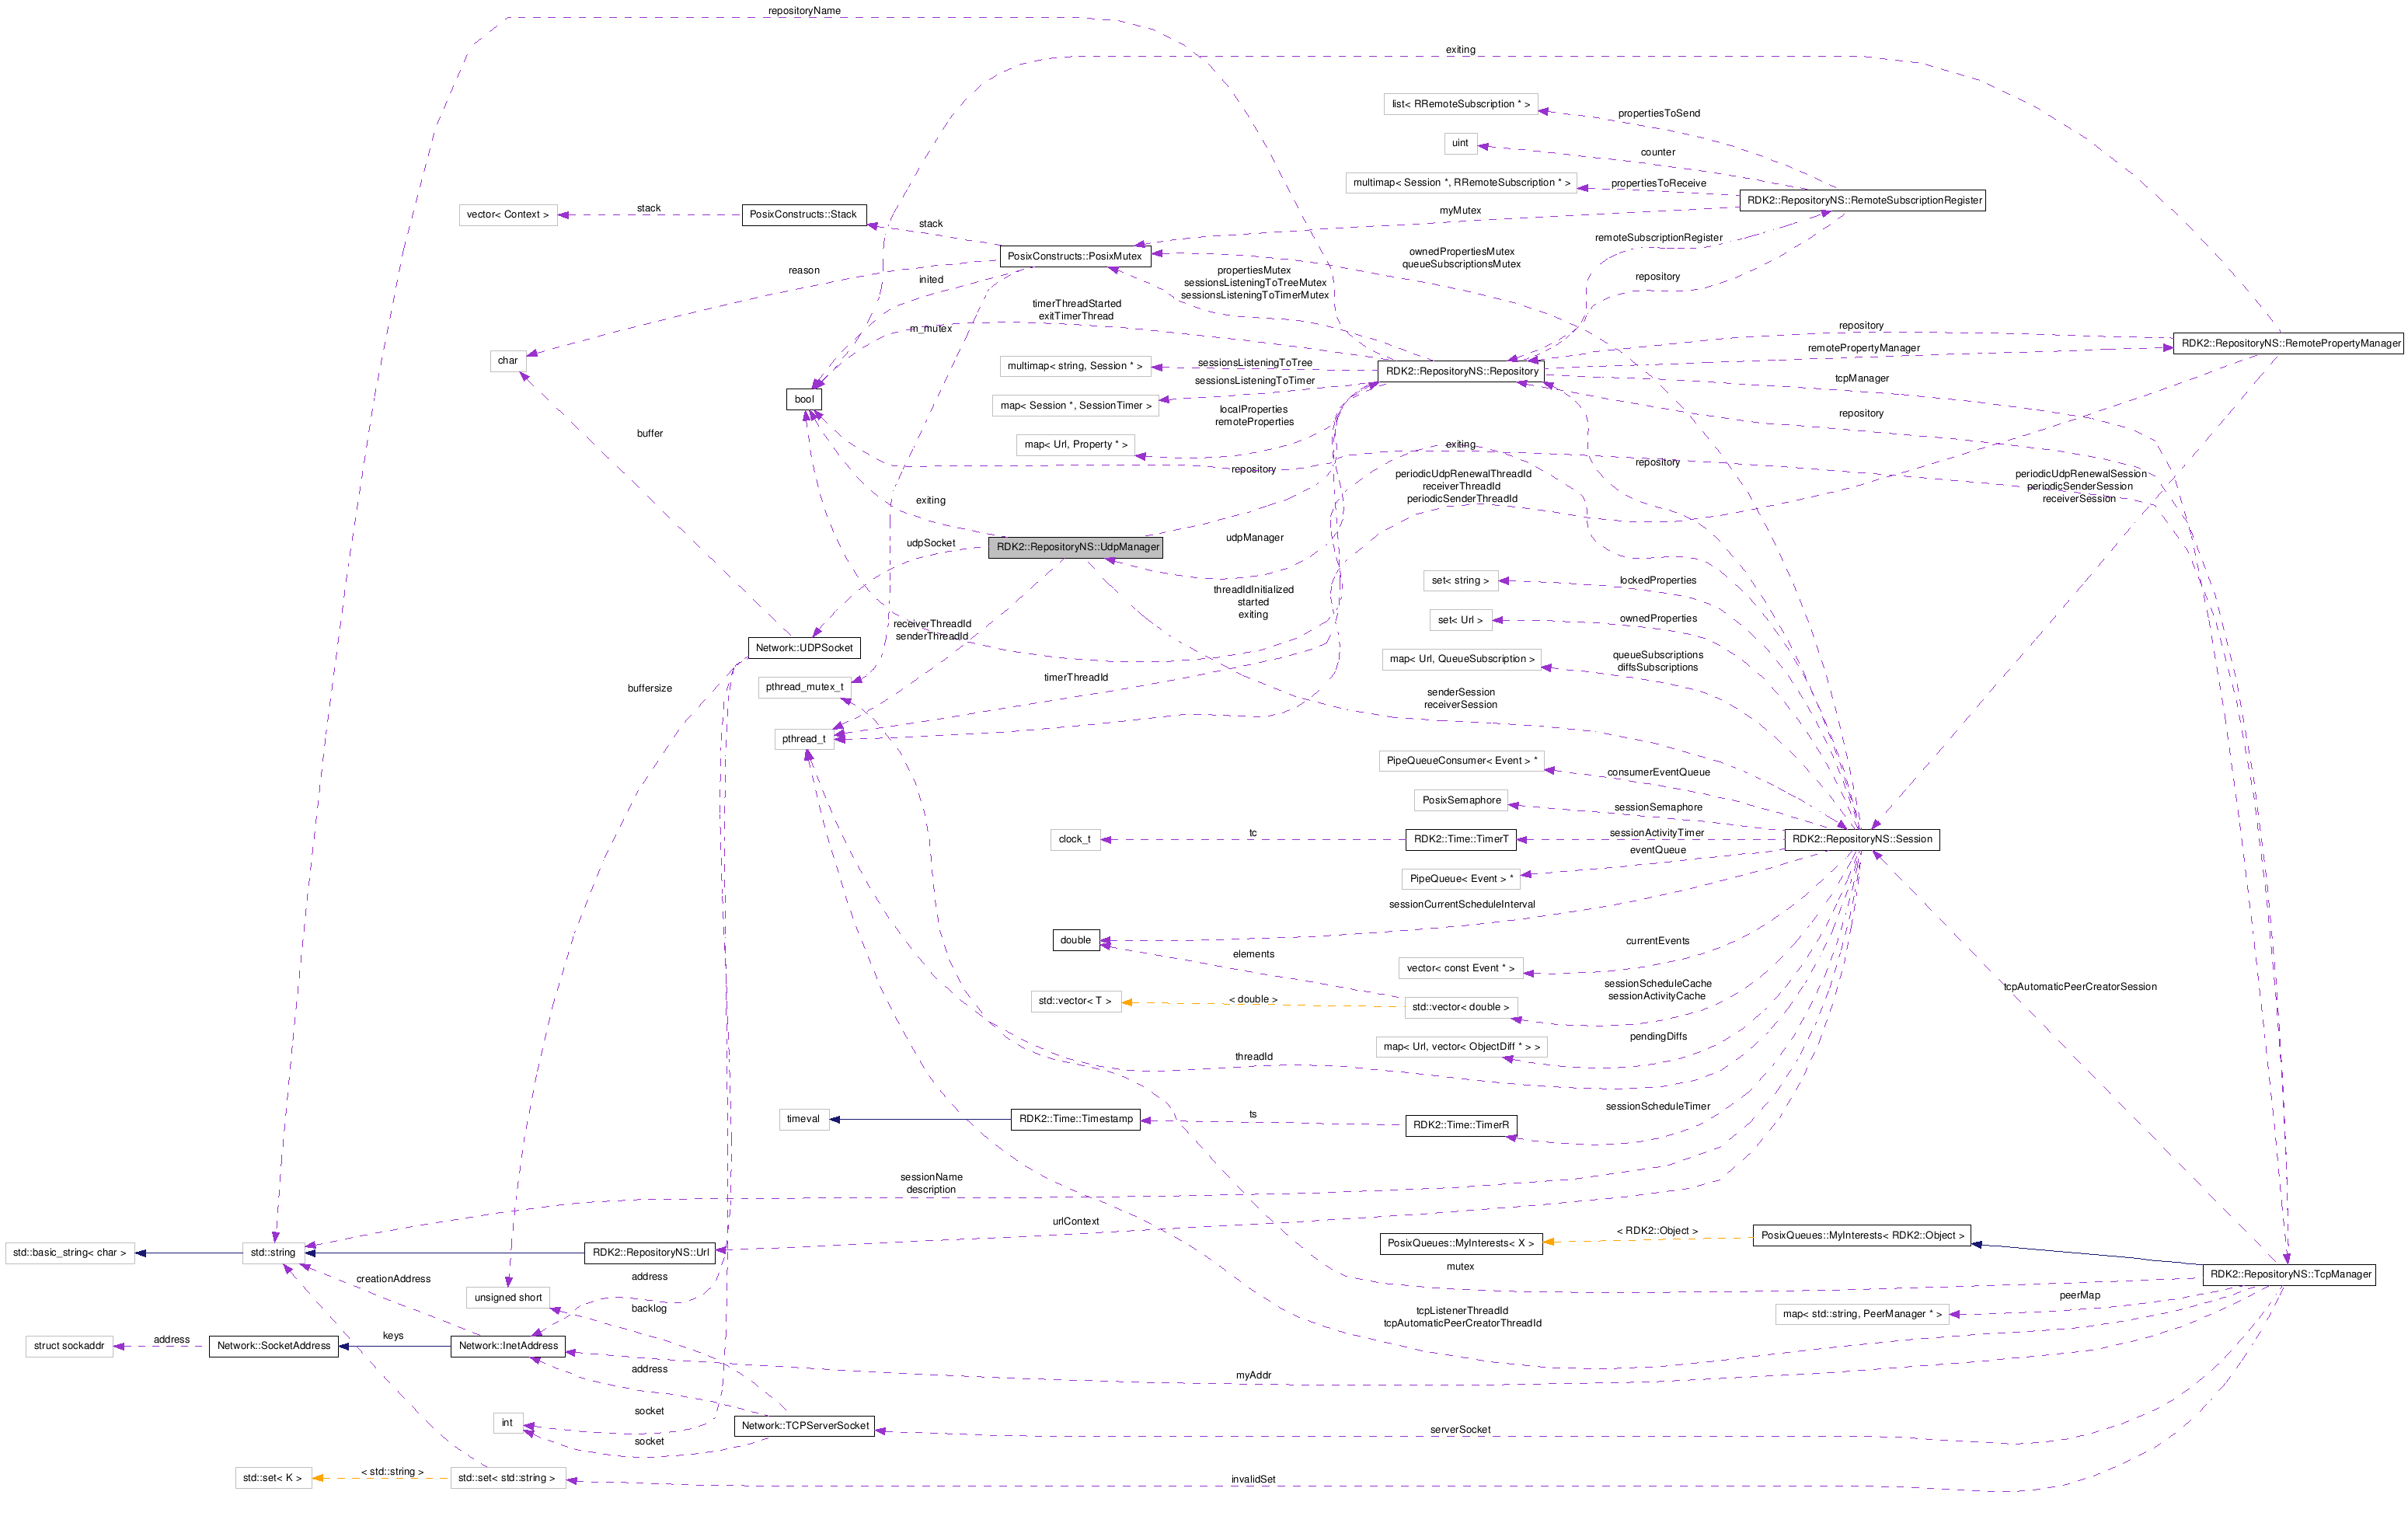 repositoryName
exiting
list< RRemoteSubscription * >
propertiesToSend
uint
counter
multimap< Session *, RRemoteSubscription * >
propertiesToReceive
RDK2::RepositoryNS::RemoteSubscriptionRegister
vector< Context >
stack
PosixConstructs::Stack
stack
myMutex
remoteSubscriptionRegister
PosixConstructs::PosixMutex
ownedPropertiesMutex
queueSubscriptionsMutex
reason
inited
propertiesMutex
sessionsListeningToTreeMutex
sessionsListeningToTimerMutex
repository
timerThreadStarted
exitTimerThread
m_mutex
repository
RDK2::RepositoryNS::RemotePropertyManager
remotePropertyManager
char
multimap< string, Session * >
sessionsListeningToTree
RDK2::RepositoryNS::Repository
tcpManager
bool
map< Session *, SessionTimer >
sessionsListeningToTimer
localProperties
remoteProperties
repository
buffer
map< Url, Property * >
exiting
repository
repository
periodicUdpRenewalThreadId
receiverThreadId
periodicSenderThreadId
periodicUdpRenewalSession
periodicSenderSession
receiverSession
exiting
udpSocket
RDK2::RepositoryNS::UdpManager
udpManager
set< string >
lockedProperties
threadIdInitialized
started
exiting
set< Url >
ownedProperties
receiverThreadId
senderThreadId
Network::UDPSocket
map< Url, QueueSubscription >
queueSubscriptions
diffsSubscriptions
buffersize
pthread_mutex_t
timerThreadId
senderSession
receiverSession
pthread_t
PipeQueueConsumer< Event > *
consumerEventQueue
PosixSemaphore
sessionSemaphore
clock_t
tc
RDK2::Time::TimerT
sessionActivityTimer
RDK2::RepositoryNS::Session
eventQueue
PipeQueue< Event > *
sessionCurrentScheduleInterval
double
currentEvents
elements
vector< const Event * >
std::vector< T >
< double >
std::vector< double >
sessionScheduleCache
sessionActivityCache
tcpAutomaticPeerCreatorSession
map< Url, vector< ObjectDiff * > >
pendingDiffs
threadId
timeval
RDK2::Time::Timestamp
ts
RDK2::Time::TimerR
sessionScheduleTimer
sessionName
description
urlContext
std::basic_string< char >
std::string
RDK2::RepositoryNS::Url
PosixQueues::MyInterests< X >
< RDK2::Object >
PosixQueues::MyInterests< RDK2::Object >
creationAddress
address
mutex
RDK2::RepositoryNS::TcpManager
unsigned short
backlog
tcpListenerThreadId
tcpAutomaticPeerCreatorThreadId
peerMap
map< std::string, PeerManager * >
struct sockaddr
address
Network::SocketAddress
keys
Network::InetAddress
address
myAddr
int
socket
Network::TCPServerSocket
serverSocket
socket
std::set< K >
< std::string >
std::set< std::string >
invalidSet